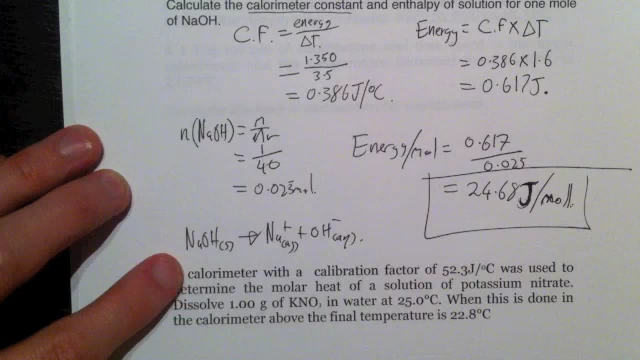 Calculate the calorimeter constant and enthalpy of solution for one mole
of NaOH.
C.F. = energy / ΔT.
= 1.350 / 3.5
= 0.386 J/°C.
Energy = C.F x ΔT
= 0.386 x 1.6
= 0.617 J.
n(NaOH) =
= 1 / 40
= 0.025 mol.
Energy/mol = 0.617 / 0.025
= 24.68 J/mol.
NaOH(s) → Na+(aq) + OH-(aq).
calorimeter with a calibration factor of 52.3J/°C was used to
etermine the molar heat of a solution of potassium nitrate.
Dissolve 1.00 g of KNO3 in water at 25.0°C. When this is done in
the calorimeter above the final temperature is 22.8°C